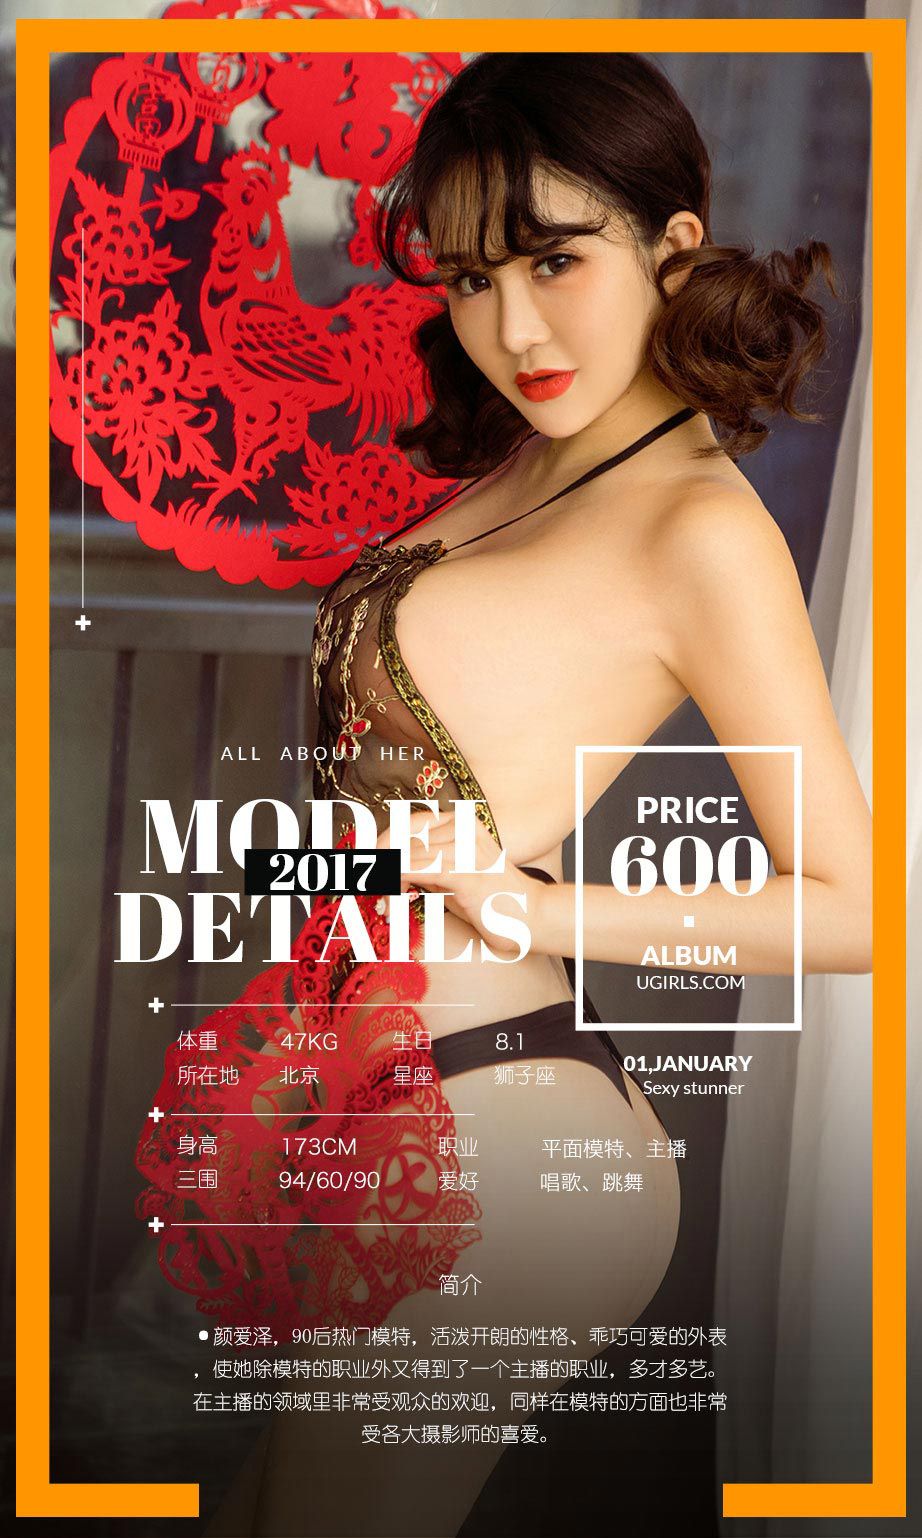 ALL ABOUT HER
MODEL
2017
DETAILS
PRICE
600
ALBUM
UGIRLS.COM
01,JANUARY
Sexy stunner
体重 47KG 生日 8.1
所在地 北京 星座 狮子座
身高 173CM 职业 平面模特、主播
三围 94/60/90 爱好 唱歌、跳舞
简介
•颜爱泽，90后热门模特，活泼开朗的性格、乖巧可爱的外表
，使她除模特的职业外又得到了一个主播的职业，多才多艺。
在主播的领域里非常受观众的欢迎，同样在模特的方面也非常
受各大摄影师的喜爱。